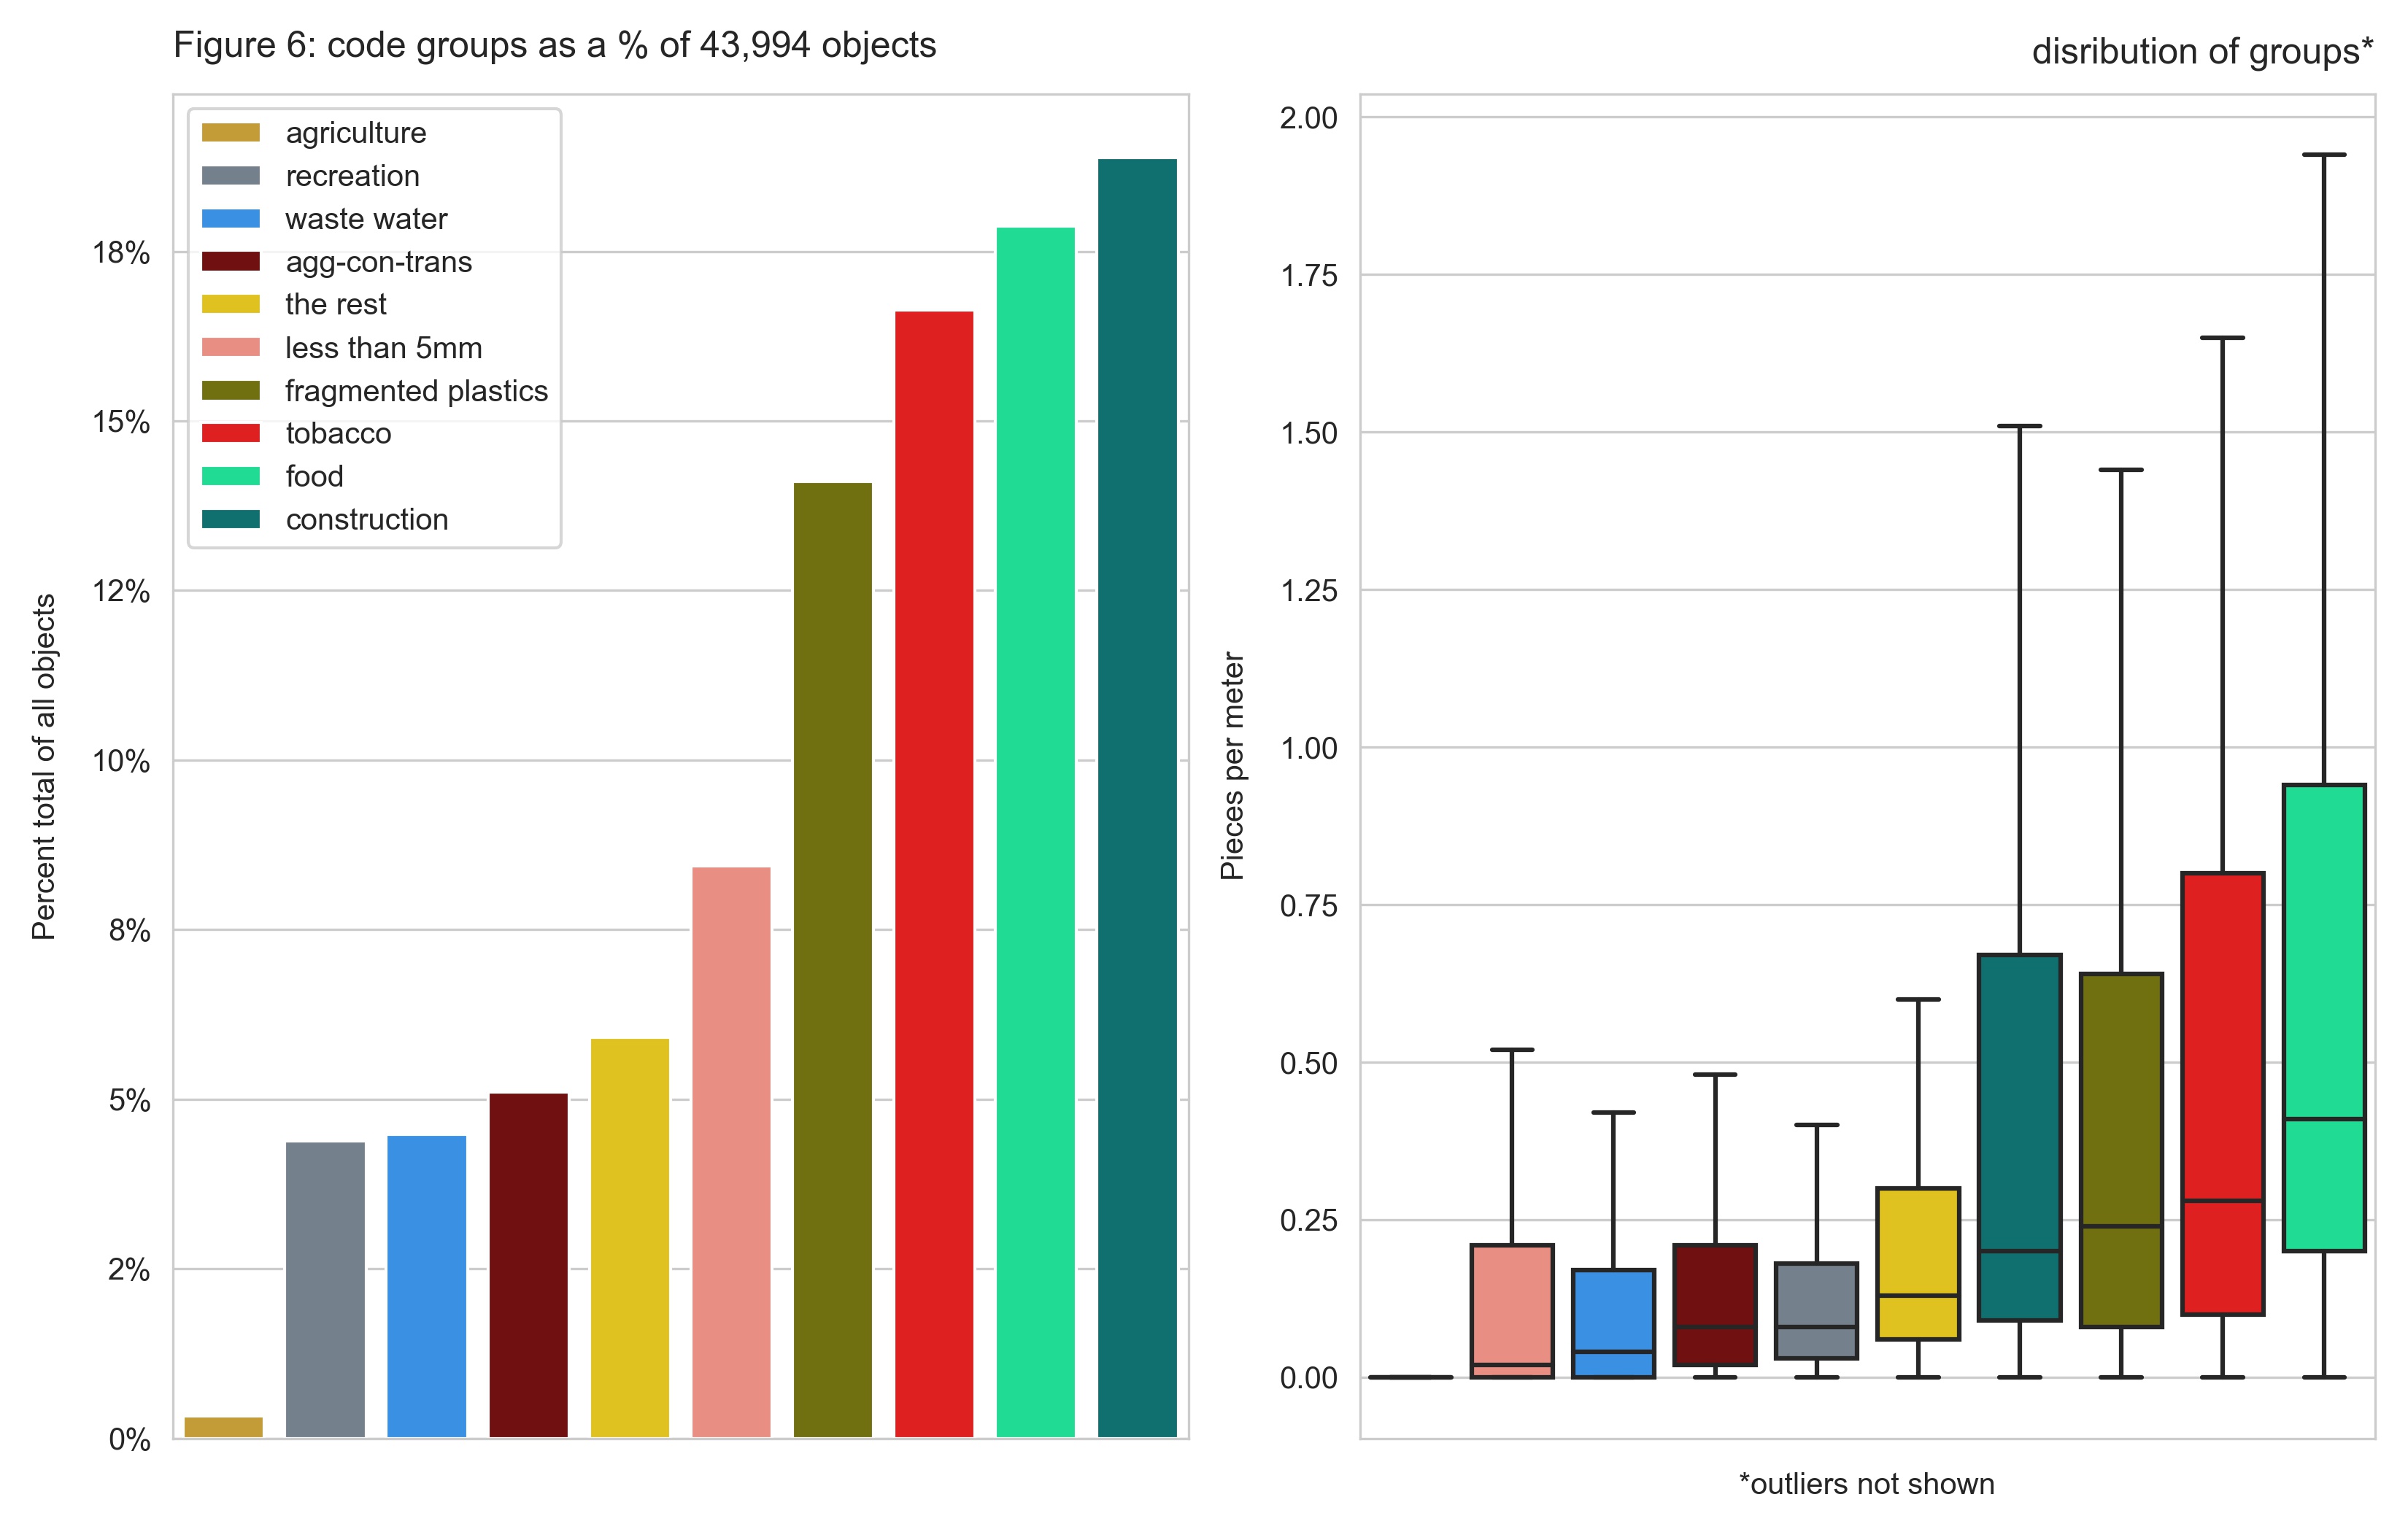 Figure 6: code groups as a % of 43,994 objects
agriculture
recreation
waste water
agg-con-trans
the rest
less than 5mm
fragmented plastics
tobacco
food
construction
18%
15%
12%
10%
8%
5%
2%
0%
Percent total of all objects
disribution of groups*
2.00
1.75
1.50
1.25
1.00
0.75
0.50
0.25
0.00
Pieces per meter
*outliers not shown